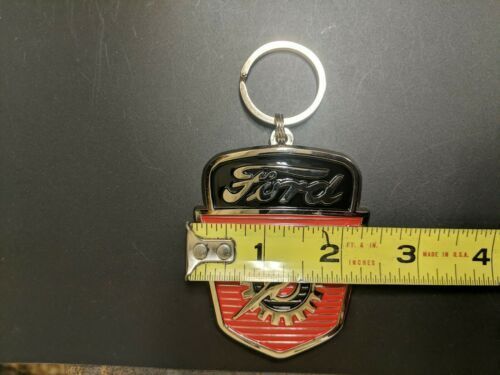 Ford
1 2 FT. & IN. 3 MADE IN U.S.A. 4
INCHES